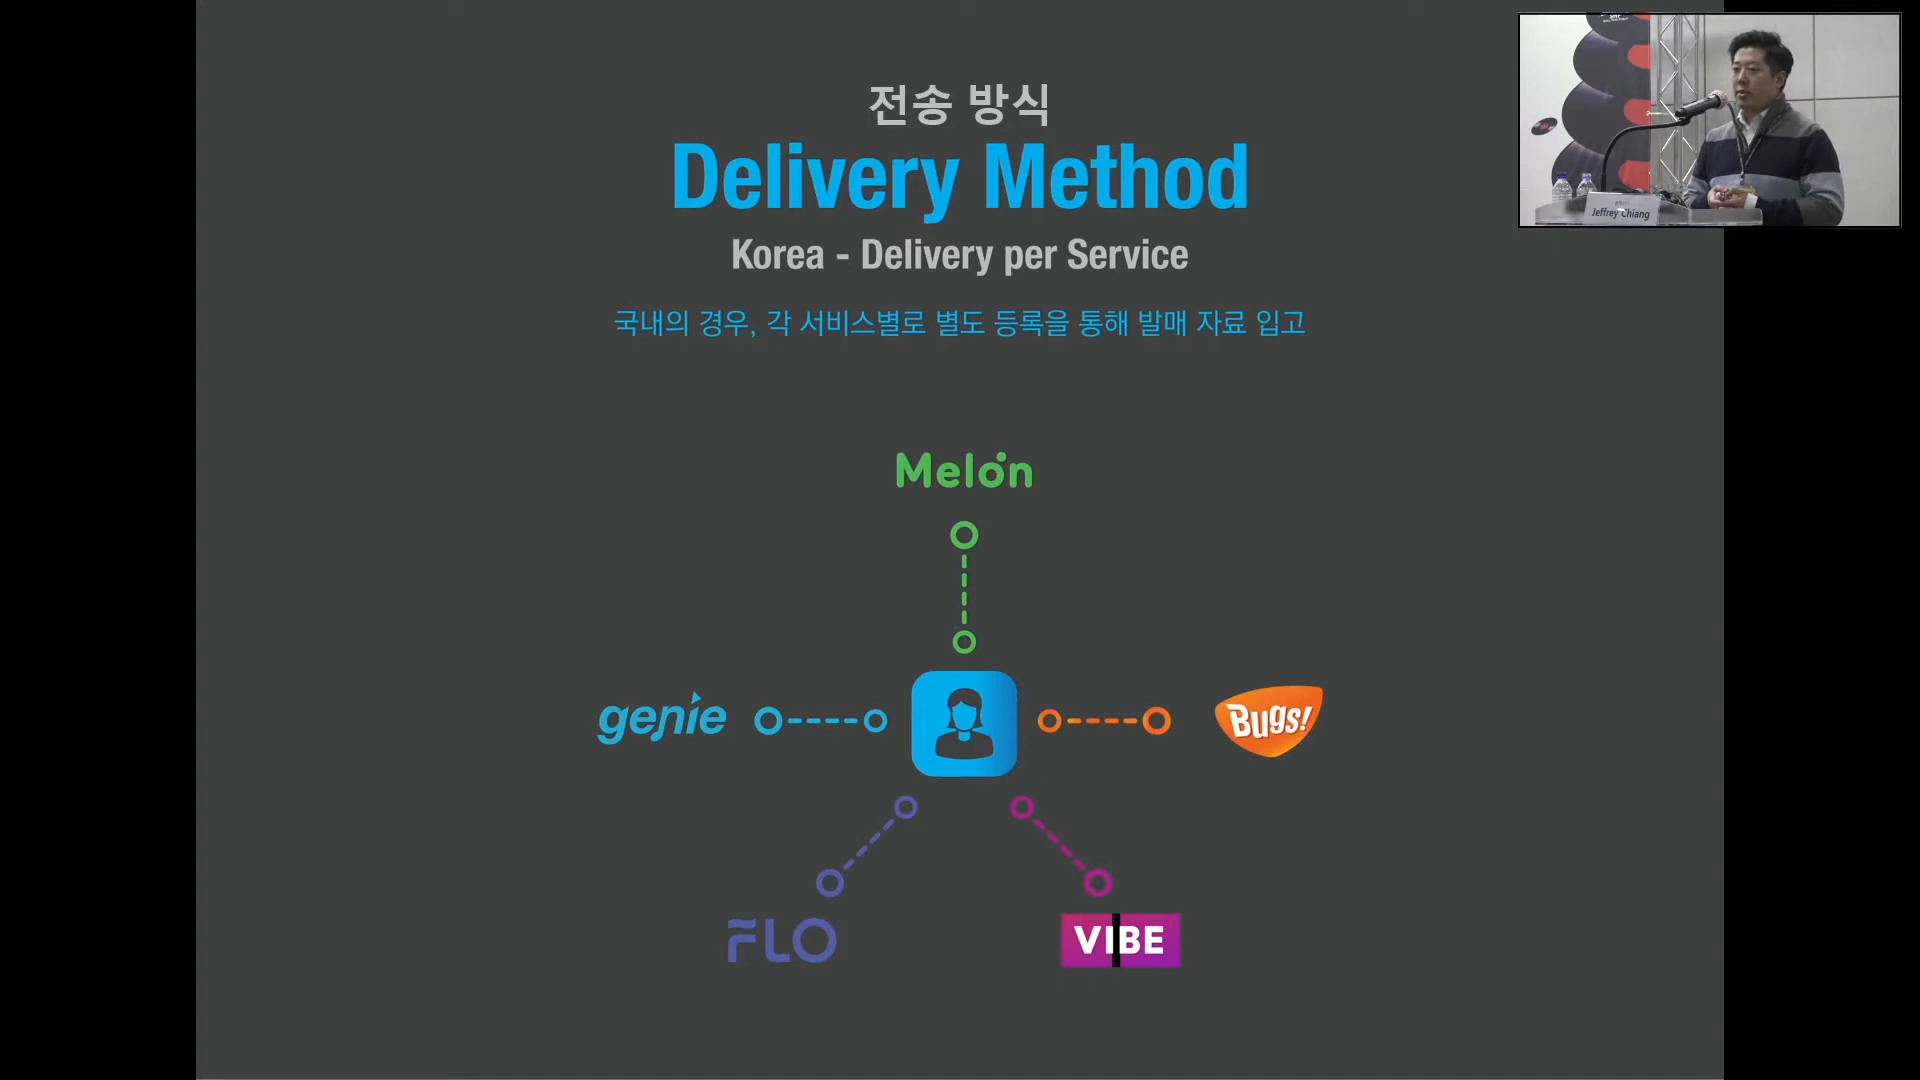 전송 방식
Delivery Method
Korea - Delivery per Service
국내의 경우, 각 서비스별로 별도 등록을 통해 발매 자료 입고
Melon
genie
Bugs!
FLO
VIBE
Jeffrey Chiang